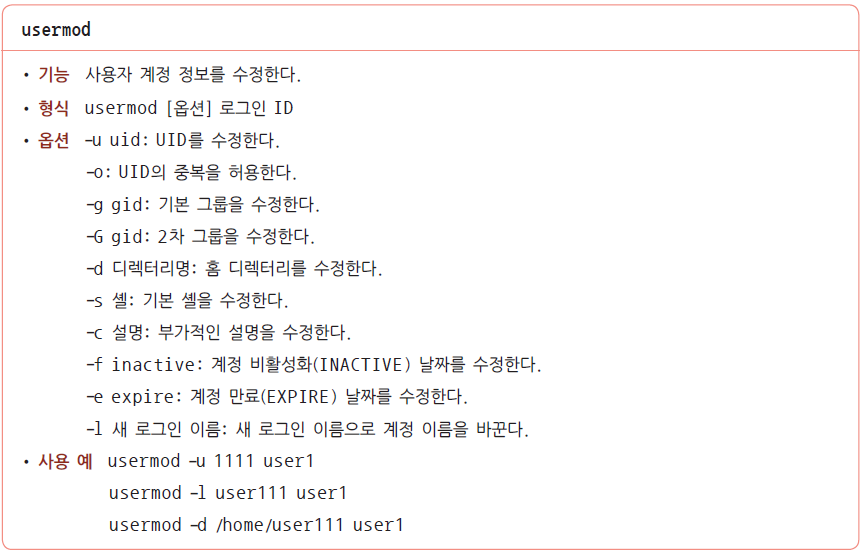 usermod
• 기능 사용자 계정 정보를 수정한다.
• 형식 usermod [옵션] 로그인 ID
• 옵션 -u uid: UID를 수정한다.
-o: UID의 중복을 허용한다.
-g gid: 기본 그룹을 수정한다.
-G gid: 2차 그룹을 수정한다.
-d 디렉터리명: 홈 디렉터리를 수정한다.
-s 셸: 기본 셸을 수정한다.
-c 설명: 부가적인 설명을 수정한다.
-f inactive: 계정 비활성화(INACTIVE) 날짜를 수정한다.
-e expire: 계정 만료(EXPIRE) 날짜를 수정한다.
-l 새 로그인 이름: 새 로그인 이름으로 계정 이름을 바꾼다.
• 사용 예 usermod -u 1111 user1
usermod -l user111 user1
usermod -d /home/user111 user1